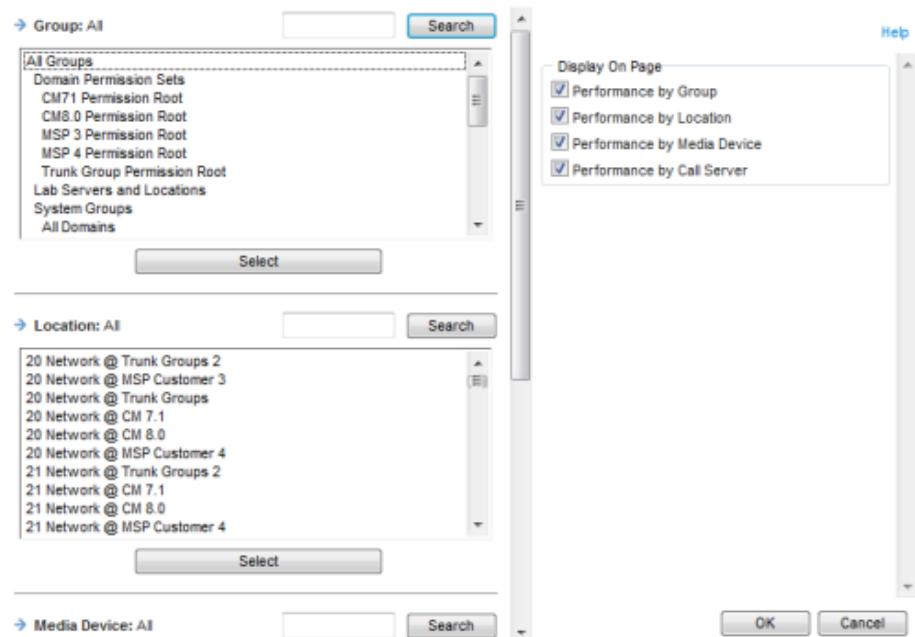 Group: All
Search
All Groups
Domain Permission Sets
CM71 Permission Root
CM8.0 Permission Root
MSP 3 Permission Root
MSP 4 Permission Root
Trunk Group Permission Root
Lab Servers and Locations
System Groups
All Domains
Select
Location: All
Search
20 Network @ Trunk Groups 2
20 Network @ MSP Customer 3
20 Network @ Trunk Groups
20 Network @ CM 7.1
20 Network @ CM 8.0
20 Network @ MSP Customer 4
21 Network @ Trunk Groups 2
21 Network @ CM 7.1
21 Network @ CM 8.0
21 Network @ MSP Customer 4
Select
Media Device: All
Search
Help
Display On Page
Performance by Group
Performance by Location
Performance by Media Device
Performance by Call Server
OK
Cancel